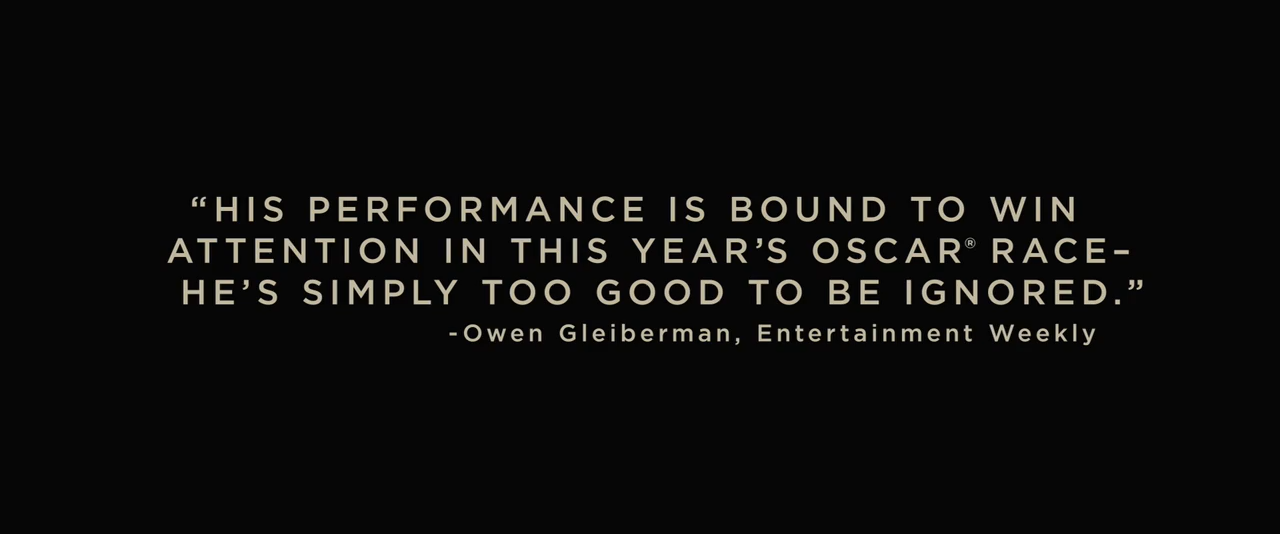 “HIS PERFORMANCE IS BOUND TO WIN
ATTENTION IN THIS YEAR’S OSCAR® RACE–
HE’S SIMPLY TOO GOOD TO BE IGNORED.”
-Owen Gleiberman, Entertainment Weekly